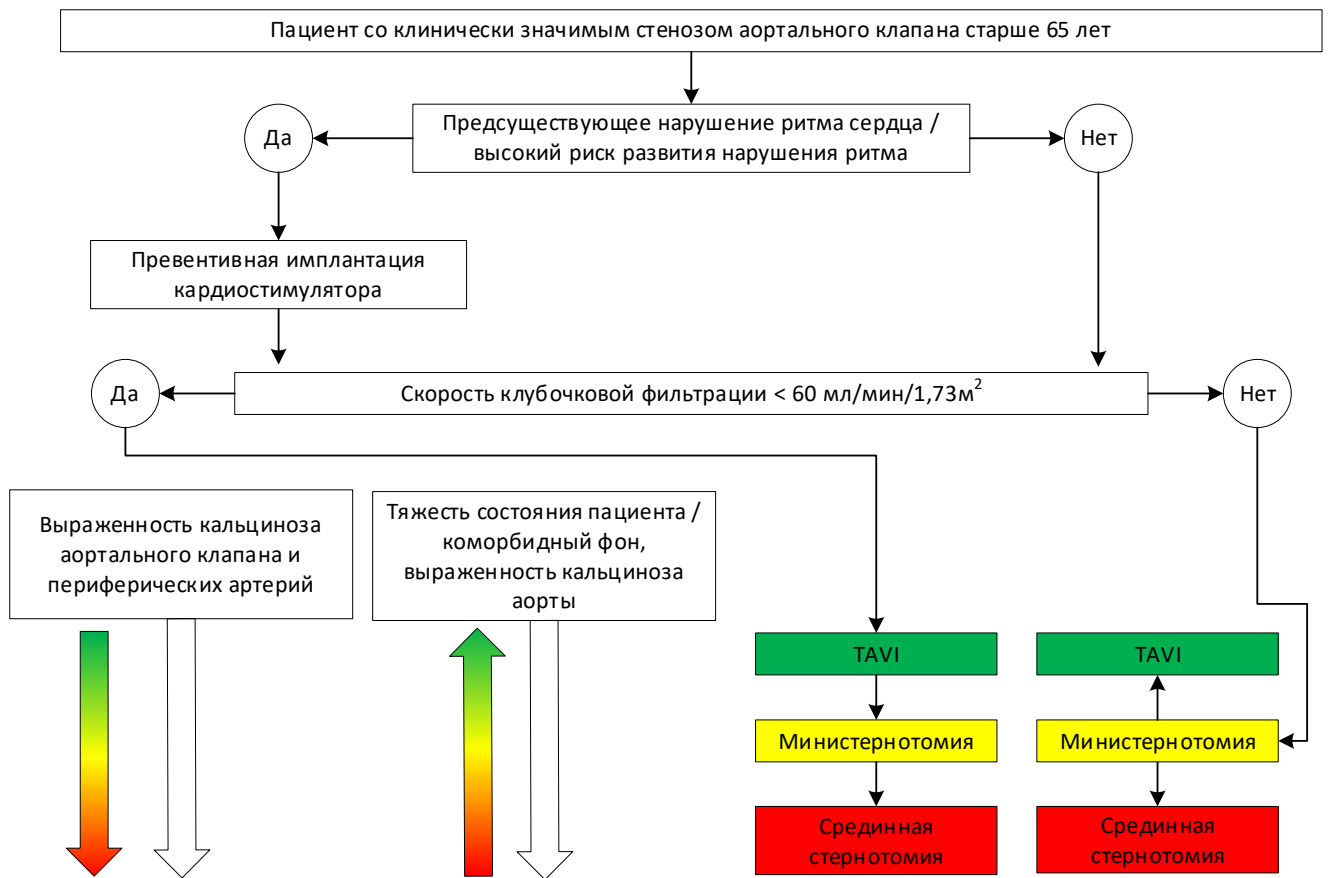 Пациент со клинически значимым стенозом аортального клапана старше 65 лет
Да
Предсуществующее нарушение ритма сердца /
высокий риск развития нарушения ритма
Нет
Превентивная имплантация
кардиостимулятора
Да
Скорость клубочковой фильтрации < 60 мл/мин/1,73м²
Нет
Выраженность кальциноза
аортального клапана и
периферических артерий
Тяжесть состояния пациента /
коморбидный фон,
выраженность кальциноза
аорты
TAVI
TAVI
Министернотомия
Министернотомия
Срединная
стернотомия
Срединная
стернотомия